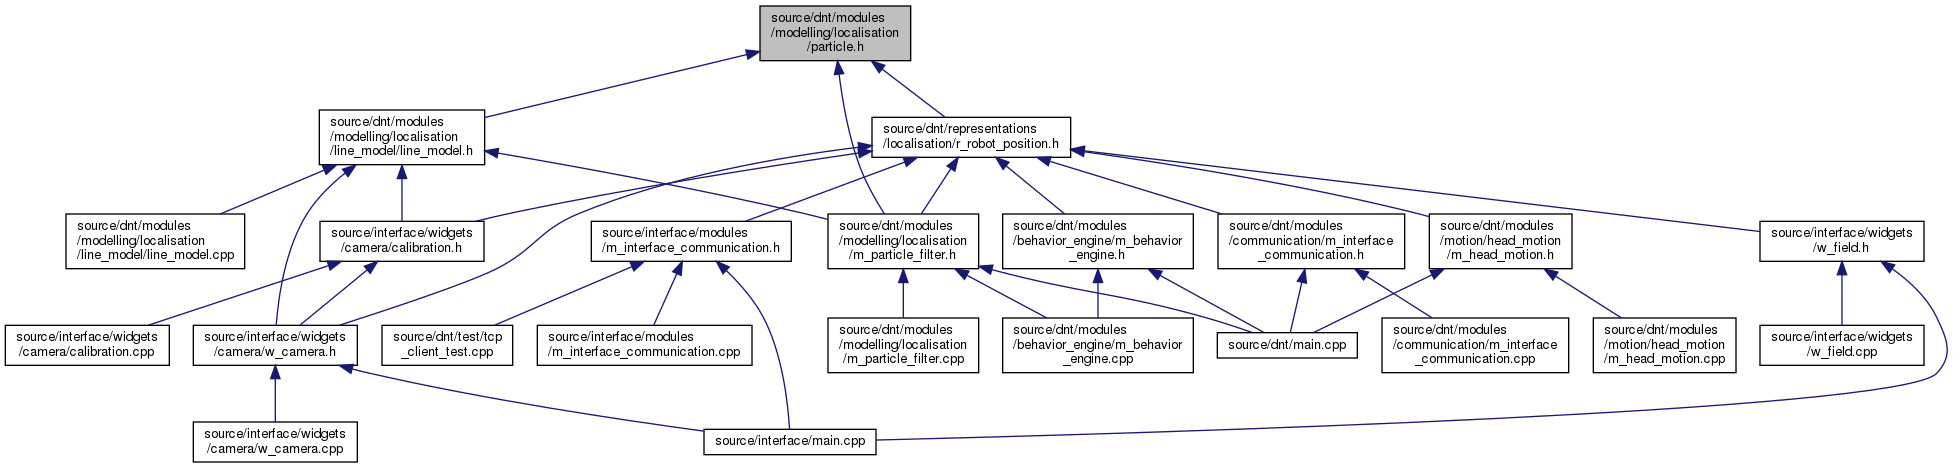 source/dnt/modules
/modelling/localisation
/particle.h
source/dnt/modules
/modelling/localisation
/line_model/line_model.h
source/dnt/representations
/localisation/r_robot_position.h
source/dnt/modules
/modelling/localisation
/line_model/line_model.cpp
source/interface/widgets
/camera/calibration.h
source/interface/modules
/m_interface_communication.h
source/dnt/modules
/modelling/localisation
/m_particle_filter.h
source/dnt/modules
/behavior_engine/m_behavior
_engine.h
source/dnt/modules
/communication/m_interface
_communication.h
source/dnt/modules
/motion/head_motion
/m_head_motion.h
source/interface/widgets
/w_field.h
source/interface/widgets
/camera/calibration.cpp
source/interface/widgets
/camera/w_camera.h
source/dnt/test/tcp
_client_test.cpp
source/interface/modules
/m_interface_communication.cpp
source/dnt/modules
/modelling/localisation
/m_particle_filter.cpp
source/dnt/modules
/behavior_engine/m_behavior
_engine.cpp
source/dnt/main.cpp
source/dnt/modules
/communication/m_interface
_communication.cpp
source/dnt/modules
/motion/head_motion
/m_head_motion.cpp
source/interface/widgets
/w_field.cpp
source/interface/widgets
/camera/w_camera.cpp
source/interface/main.cpp